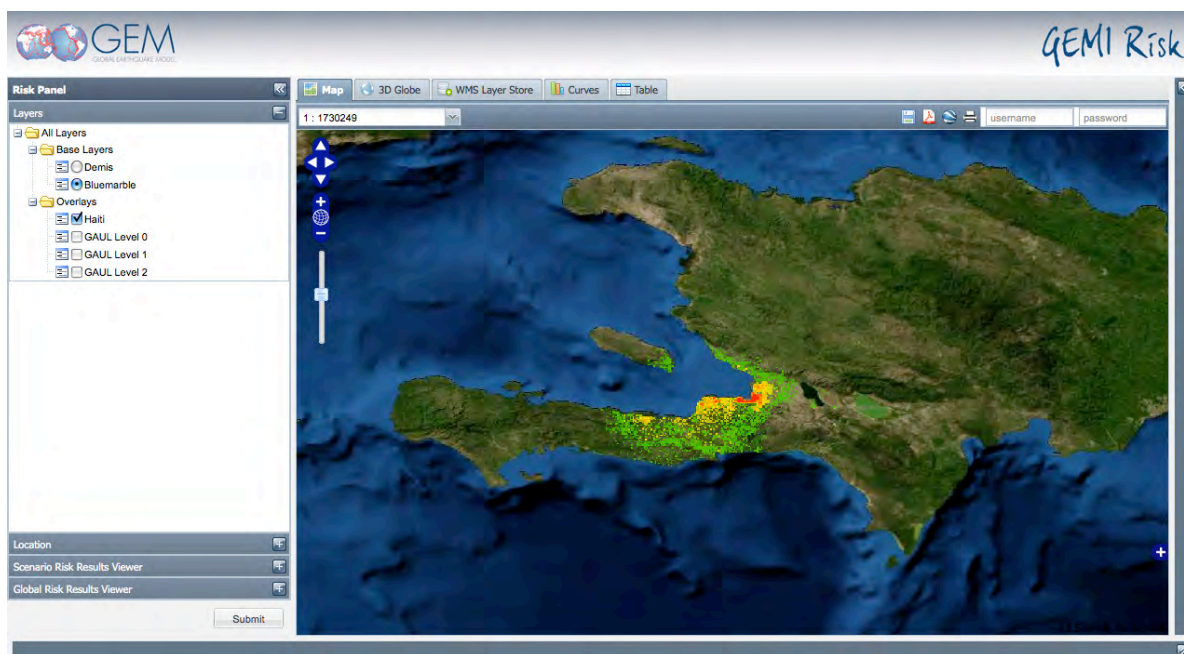 GEM
GLOBAL EARTHQUAKE MODEL
GEMI Risk
Risk Panel
Map
3D Globe
WMS Layer Store
Curves
Table
Layers
1 : 1730249
username
password
All Layers
Base Layers
Demis
Bluemarble
Overlays
Haiti
GAUL Level 0
GAUL Level 1
GAUL Level 2
Location
Scenario Risk Results Viewer
Global Risk Results Viewer
Submit